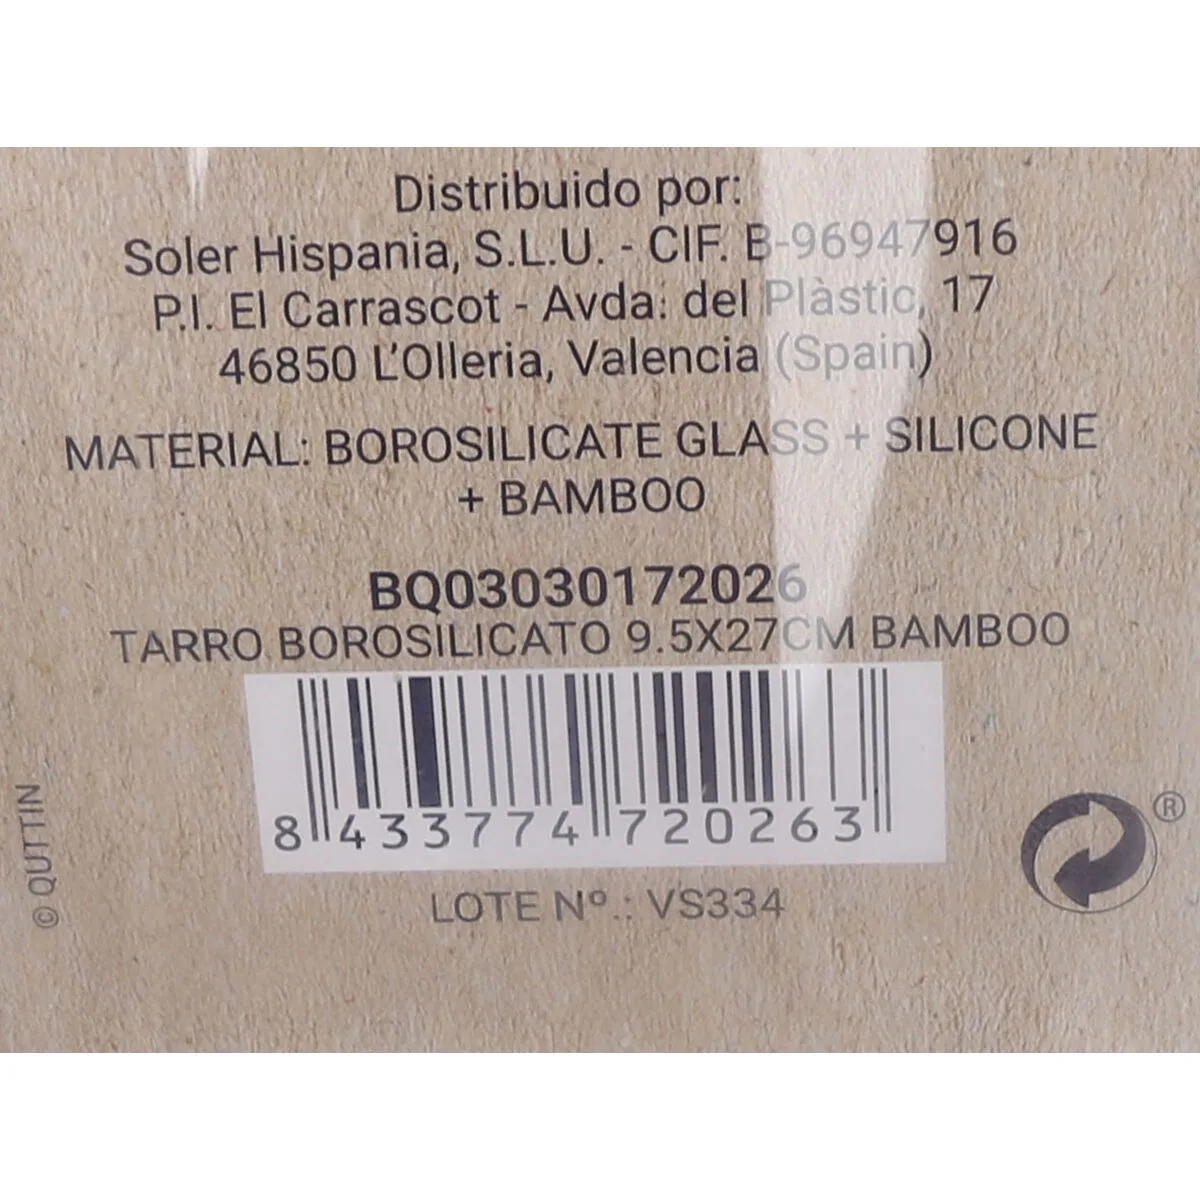 Distribuido por:
Soler Hispania, S.L.U. - CIF. B-96947916
P.I. El Carrascot - Avda: del Plàstic, 17
46850 L'Olleria, Valencia (Spain)
MATERIAL: BOROSILICATE GLASS + SILICONE
+ BAMBOO
BQ03030172026
TARRO BOROSILICATO 9.5X27CM BAMBOO
8 433774 720263
LOTE Nº.: VS334
© QUTTIN
®